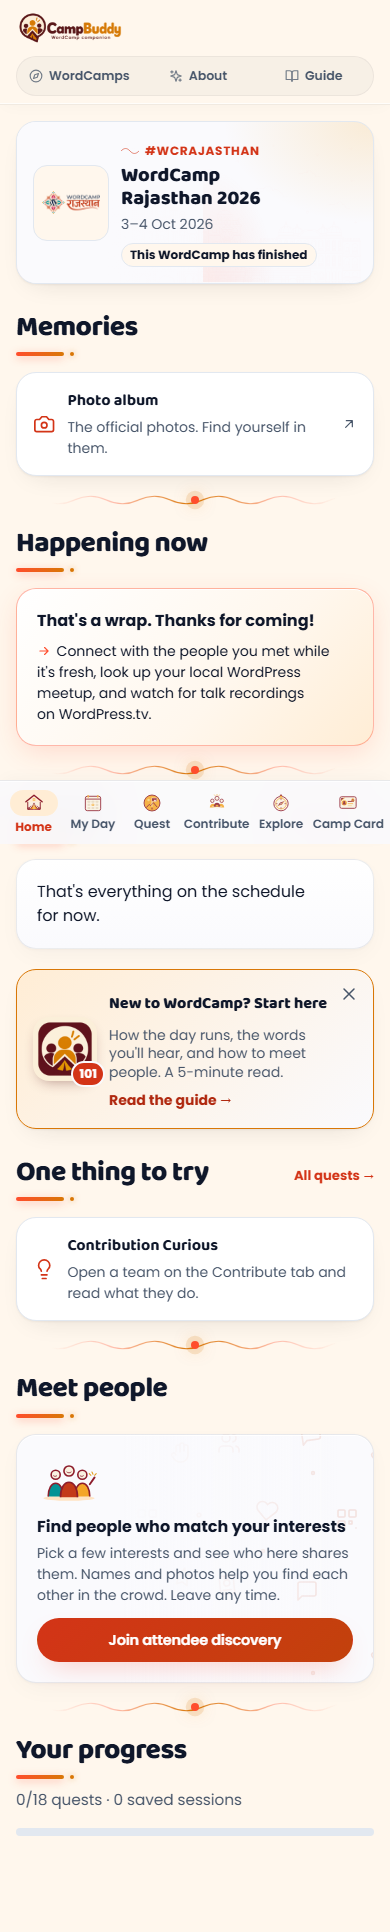 CampBuddy
WordCamp companion
WordCamps
About
Guide
#WCRAJASTHAN
WORDCAMP
राजस्थान
WordCamp
Rajasthan 2026
3–4 Oct 2026
This WordCamp has finished
Memories
Photo album
The official photos. Find yourself in
them.
Happening now
That's a wrap. Thanks for coming!
→ Connect with the people you met while
it's fresh, look up your local WordPress
meetup, and watch for talk recordings
on WordPress.tv.
Home
My Day
Quest
Contribute
Explore
Camp Card
That's everything on the schedule
for now.
New to WordCamp? Start here
How the day runs, the words
you'll hear, and how to meet
people. A 5-minute read.
101
Read the guide →
One thing to try
All quests →
Contribution Curious
Open a team on the Contribute tab and
read what they do.
Meet people
Find people who match your interests
Pick a few interests and see who here shares
them. Names and photos help you find each
other in the crowd. Leave any time.
Join attendee discovery
Your progress
0/18 quests · 0 saved sessions